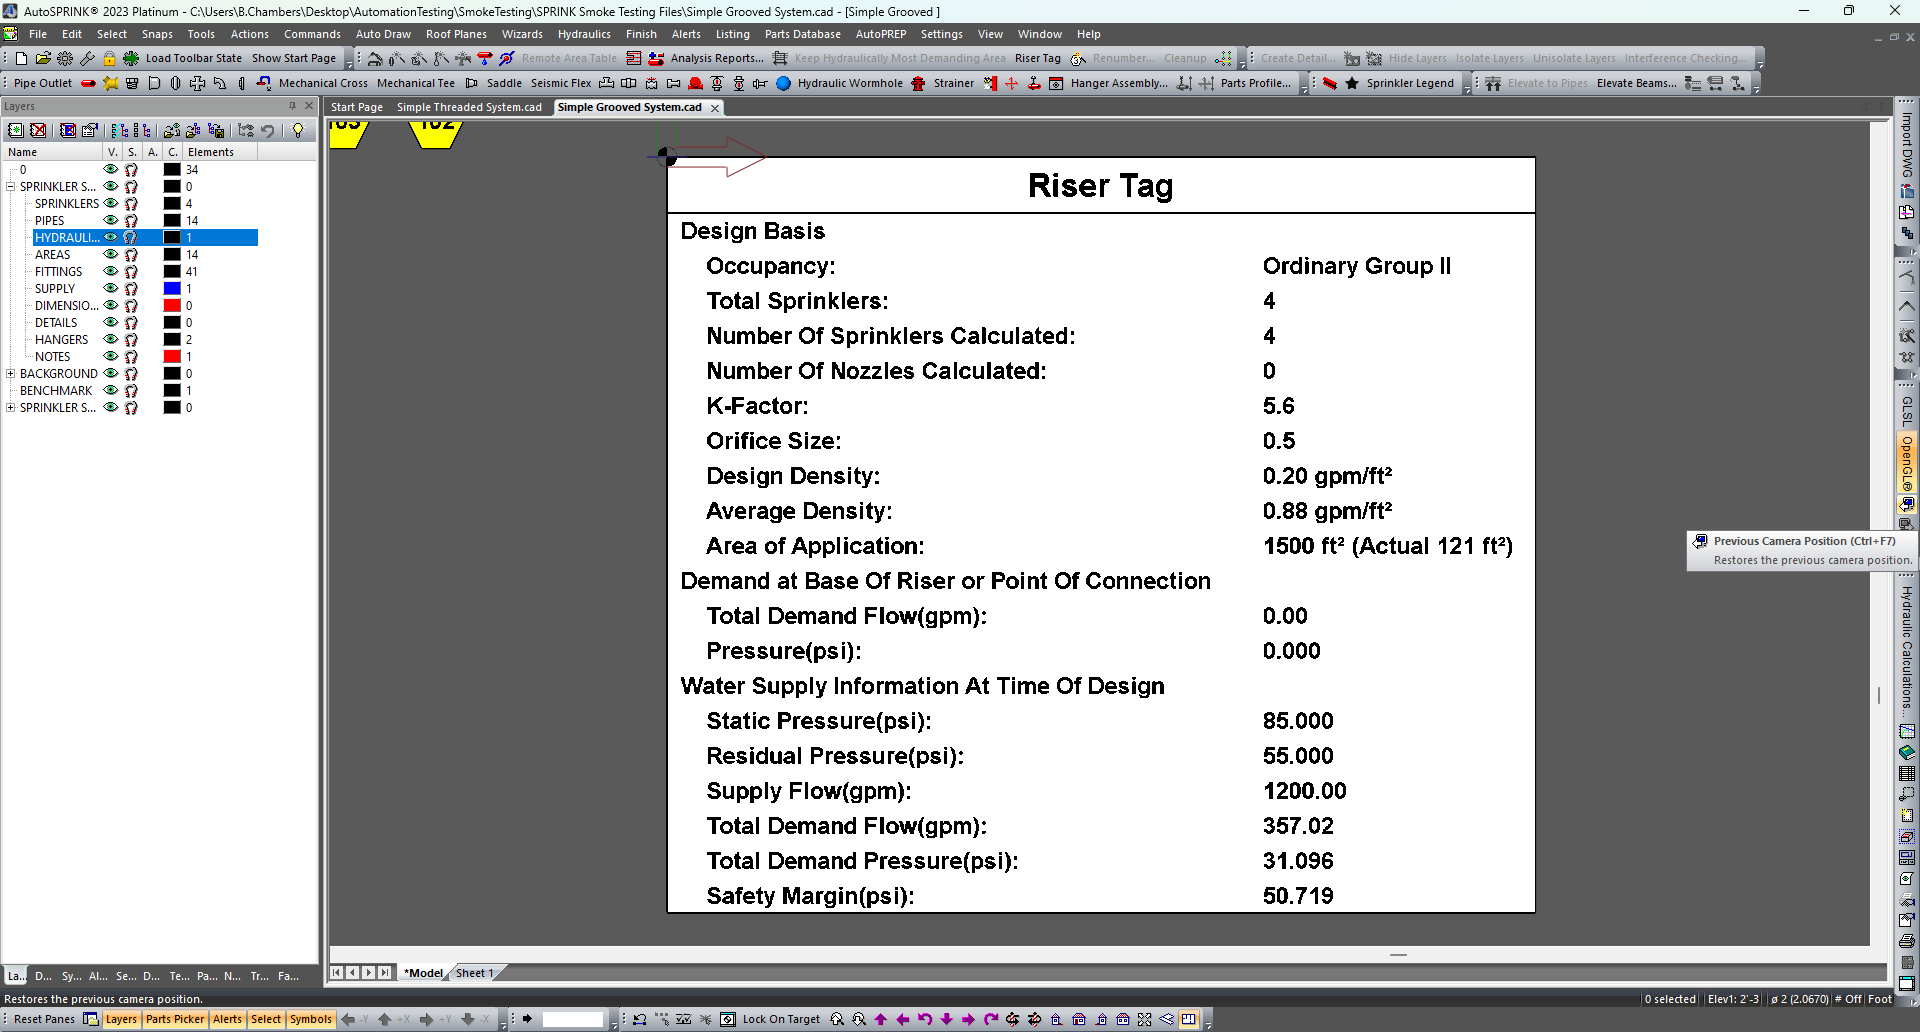 AutoSPRINK® 2023 Platinum - C:\Users\B.Chambers\Desktop\AutomationTesting\SmokeTesting\SPRINK Smoke Testing Files\Simple Grooved System.cad - [Simple Grooved ]
File Edit Select Snaps Tools Actions Commands Auto Draw Roof Planes Wizards Hydraulics Finish Alerts Listing Parts Database AutoPREP Settings View Window Help
Load Toolbar State Show Start Page Remote Area Table Analysis Reports... Keep Hydraulically Most Demanding Area Riser Tag Renumber... Cleanup Create Detail... Hide Layers Isolate Layers Unisolate Layers Interference Checking...
Pipe Outlet Mechanical Cross Mechanical Tee Saddle Seismic Flex Hydraulic Wormhole Strainer Hanger Assembly... Parts Profile... Sprinkler Legend Elevate to Pipes Elevate Beams...
Layers
Start Page Simple Threaded System.cad Simple Grooved System.cad
Name V. S. A. C. Elements
0 34
SPRINKLER S... 0
SPRINKLERS 4
PIPES 14
HYDRAULI... 1
AREAS 14
FITTINGS 41
SUPPLY 1
DIMENSIO... 0
DETAILS 0
HANGERS 2
NOTES 1
BACKGROUND 0
BENCHMARK 1
SPRINKLER S... 0
103 102
Riser Tag
Design Basis
Occupancy: Ordinary Group II
Total Sprinklers: 4
Number Of Sprinklers Calculated: 4
Number Of Nozzles Calculated: 0
K-Factor: 5.6
Orifice Size: 0.5
Design Density: 0.20 gpm/ft²
Average Density: 0.88 gpm/ft²
Area of Application: 1500 ft² (Actual 121 ft²)
Demand at Base Of Riser or Point Of Connection
Total Demand Flow(gpm): 0.00
Pressure(psi): 0.000
Water Supply Information At Time Of Design
Static Pressure(psi): 85.000
Residual Pressure(psi): 55.000
Supply Flow(gpm): 1200.00
Total Demand Flow(gpm): 357.02
Total Demand Pressure(psi): 31.096
Safety Margin(psi): 50.719
Import DWG
GLSL
OpenGL®
Previous Camera Position (Ctrl+F7)
Restores the previous camera position.
Hydraulic Calculations...
La... D... Sy... Al... Se... D... Te... Pa... N... Tr... Fa...
*Model Sheet 1
Restores the previous camera position.
0 selected Elev1: 2'-3 ø 2 (2.0670) # Off Foot
Reset Panes Layers Parts Picker Alerts Select Symbols -Y +X +Y -X Lock On Target